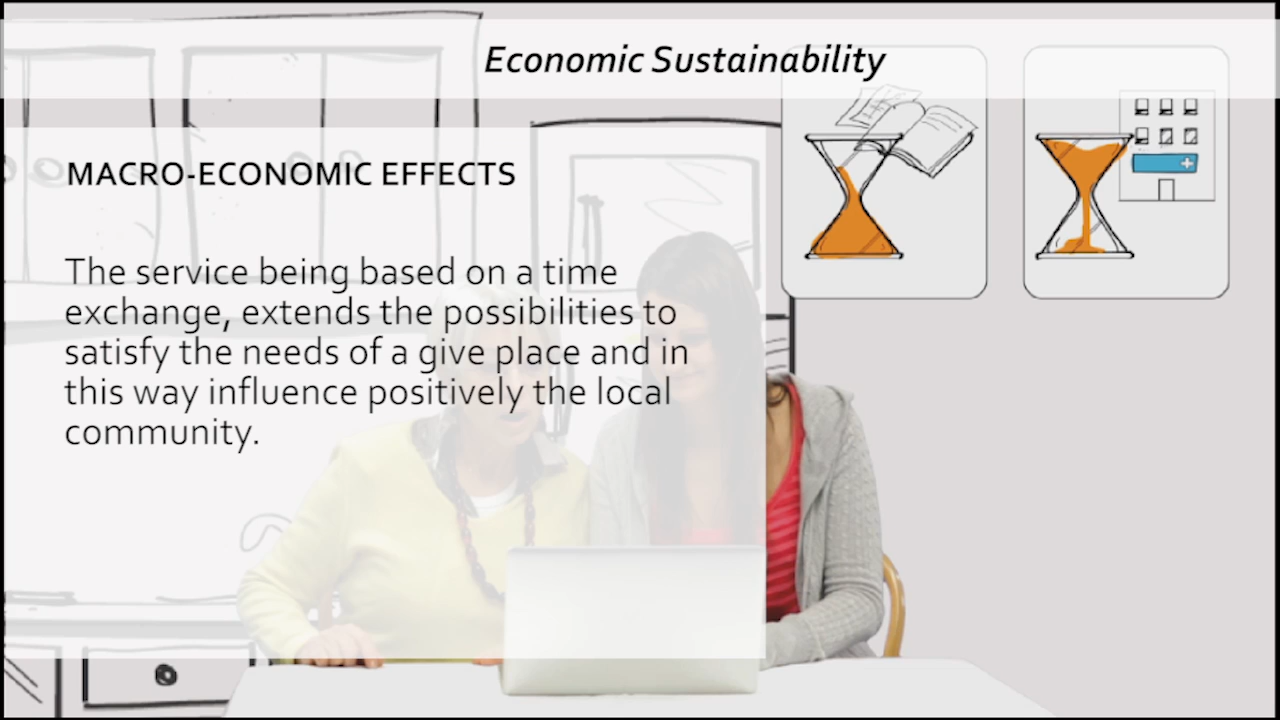 Economic Sustainability
MACRO-ECONOMIC EFFECTS
The service being based on a time
exchange, extends the possibilities to
satisfy the needs of a give place and in
this way influence positively the local
community.